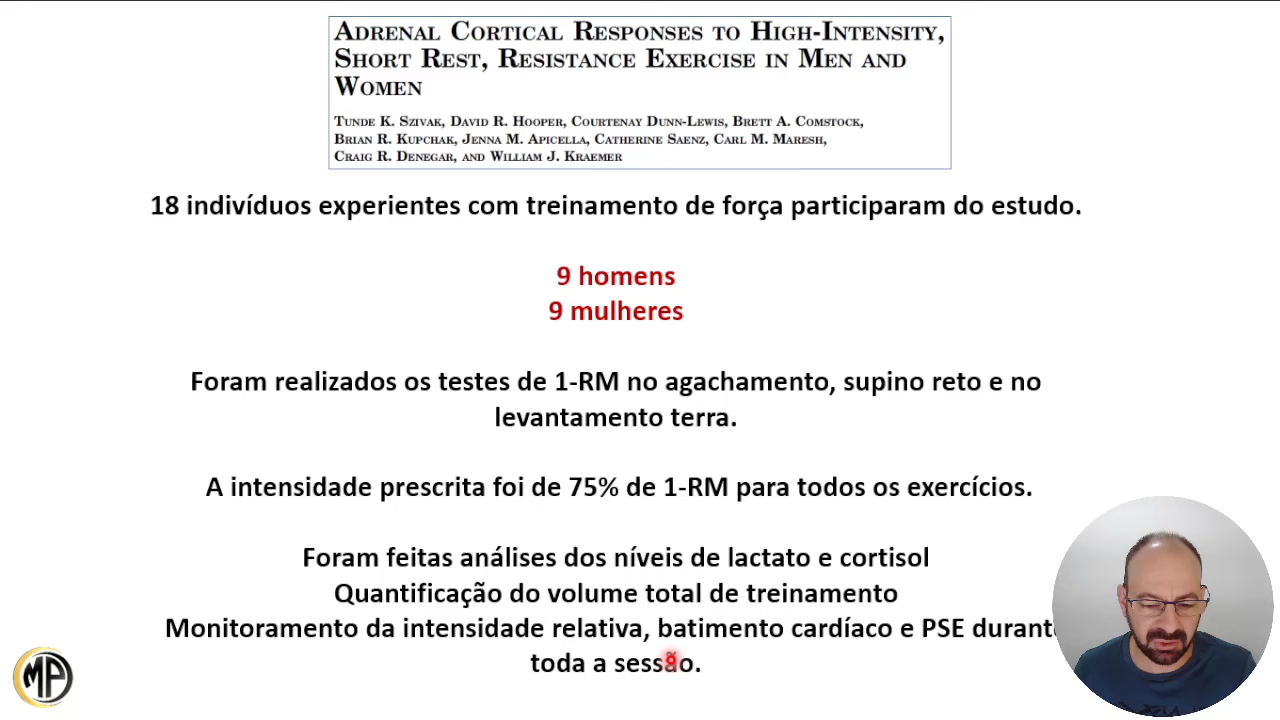 Adrenal Cortical Responses to High-Intensity,
Short Rest, Resistance Exercise in Men and
Women
Tunde K. Szivak, David R. Hooper, Courtenay Dunn-Lewis, Brett A. Comstock,
Brian R. Kupchak, Jenna M. Apicella, Catherine Saenz, Carl M. Maresh,
Craig R. Denegar, and William J. Kraemer
18 indivíduos experientes com treinamento de força participaram do estudo.
9 homens
9 mulheres
Foram realizados os testes de 1-RM no agachamento, supino reto e no
levantamento terra.
A intensidade prescrita foi de 75% de 1-RM para todos os exercícios.
Foram feitas análises dos níveis de lactato e cortisol
Quantificação do volume total de treinamento
Monitoramento da intensidade relativa, batimento cardíaco e PSE durante
toda a sessão.
MP